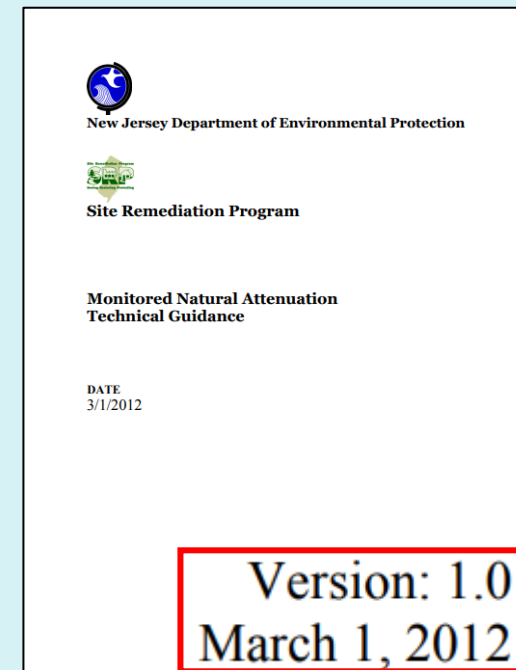 New Jersey Department of Environmental Protection
SRP
Site Remediation Program
Monitored Natural Attenuation
Technical Guidance
DATE
3/1/2012
Version: 1.0
March 1, 2012